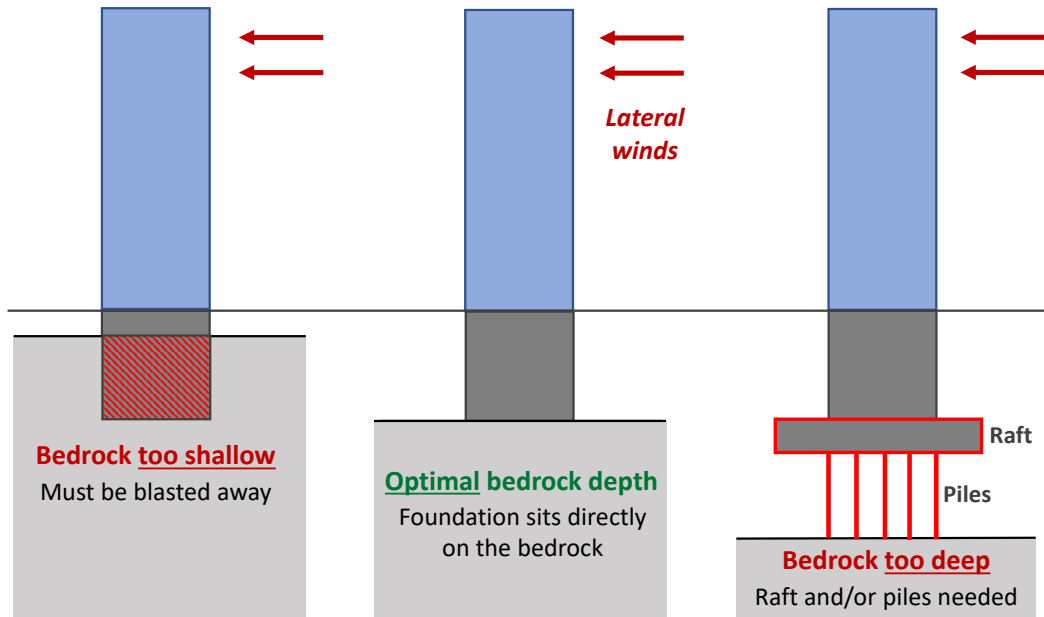 Lateral
winds
Bedrock too shallow
Must be blasted away
Optimal bedrock depth
Foundation sits directly
on the bedrock
Raft
Piles
Bedrock too deep
Raft and/or piles needed